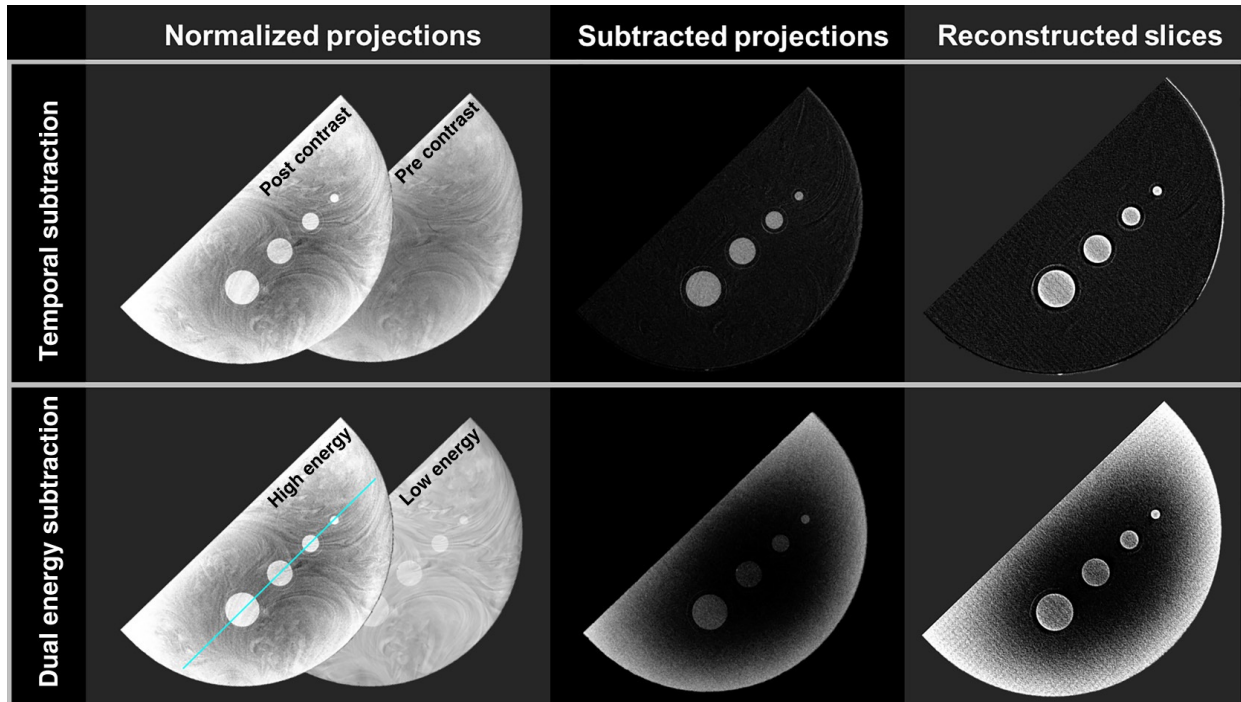 Normalized projections
Subtracted projections
Reconstructed slices
Temporal subtraction
Post contrast
Pre contrast
Dual energy subtraction
High energy
Low energy